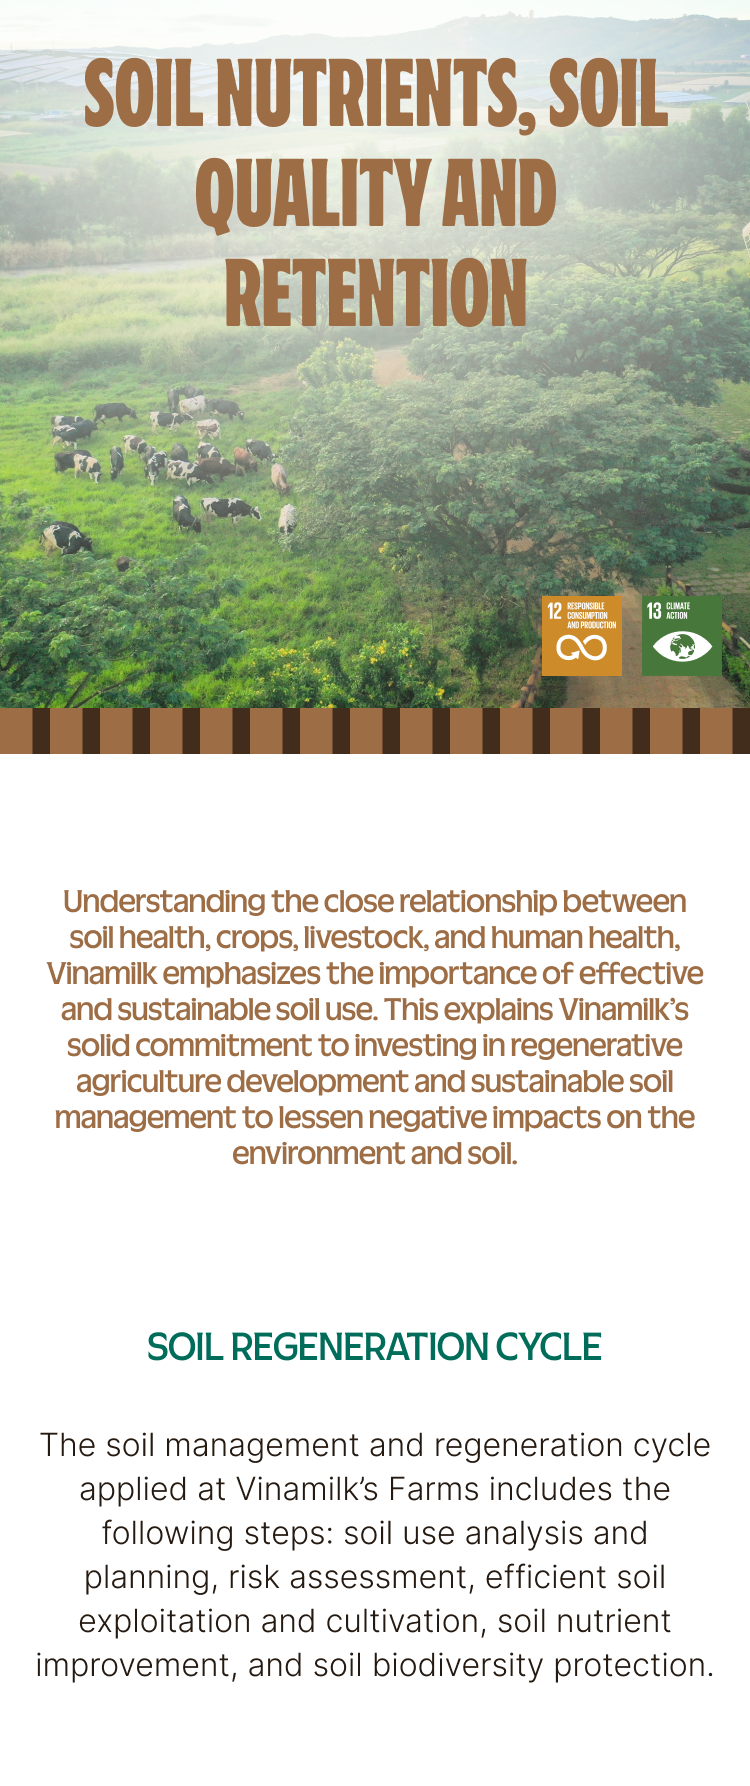 SOIL NUTRIENTS, SOIL
QUALITY AND
RETENTION
12 RESPONSIBLE
CONSUMPTION
AND PRODUCTION
13 CLIMATE
ACTION
Understanding the close relationship between
soil health, crops, livestock, and human health,
Vinamilk emphasizes the importance of effective
and sustainable soil use. This explains Vinamilk’s
solid commitment to investing in regenerative
agriculture development and sustainable soil
management to lessen negative impacts on the
environment and soil.
SOIL REGENERATION CYCLE
The soil management and regeneration cycle
applied at Vinamilk’s Farms includes the
following steps: soil use analysis and
planning, risk assessment, efficient soil
exploitation and cultivation, soil nutrient
improvement, and soil biodiversity protection.